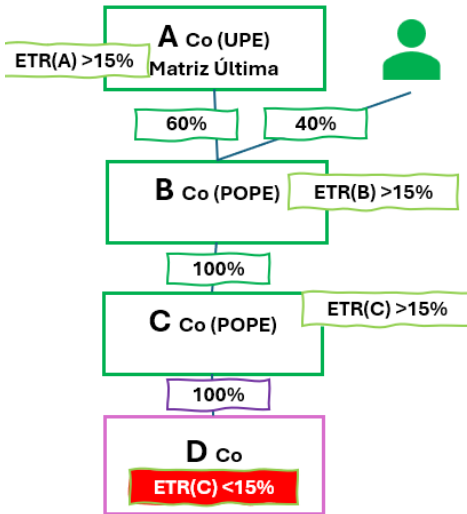 A Co (UPE)
Matriz Última
ETR(A) >15%
60%
40%
B Co (POPE)
ETR(B) >15%
100%
C Co (POPE)
ETR(C) >15%
100%
D Co
ETR(C) <15%